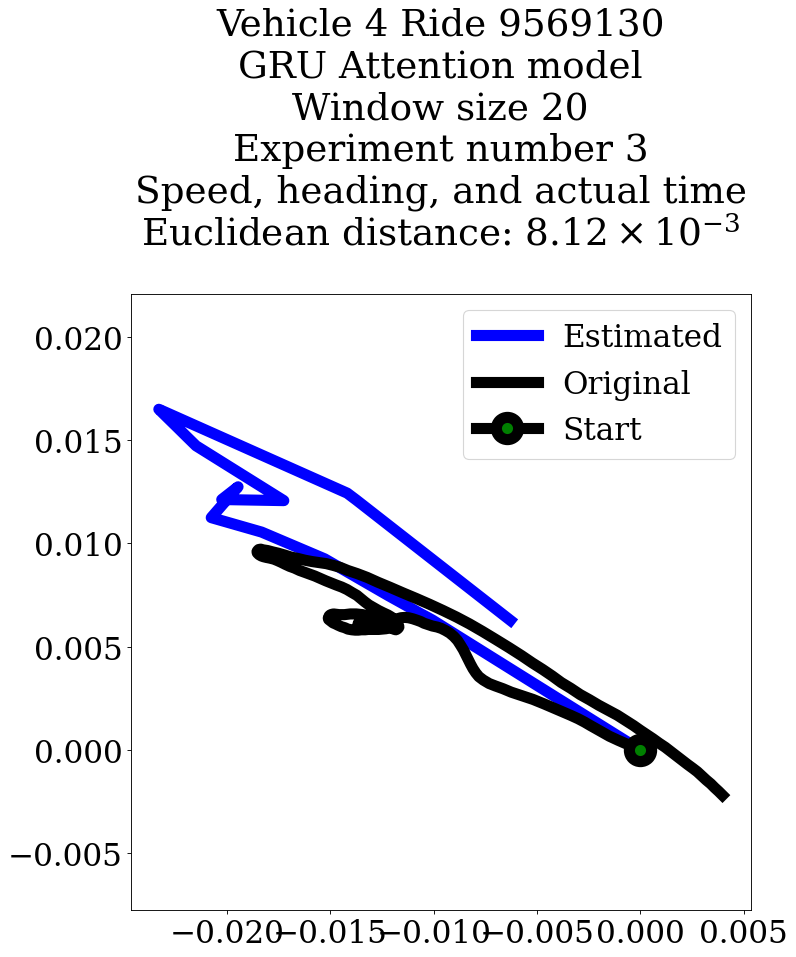 Vehicle 4 Ride 9569130
GRU Attention model
Window size 20
Experiment number 3
Speed, heading, and actual time
Euclidean distance: 8.12 × 10⁻³
Estimated
Original
Start
0.020
0.015
0.010
0.005
0.000
−0.005
−0.020
−0.015
−0.010
−0.005
0.000
0.005